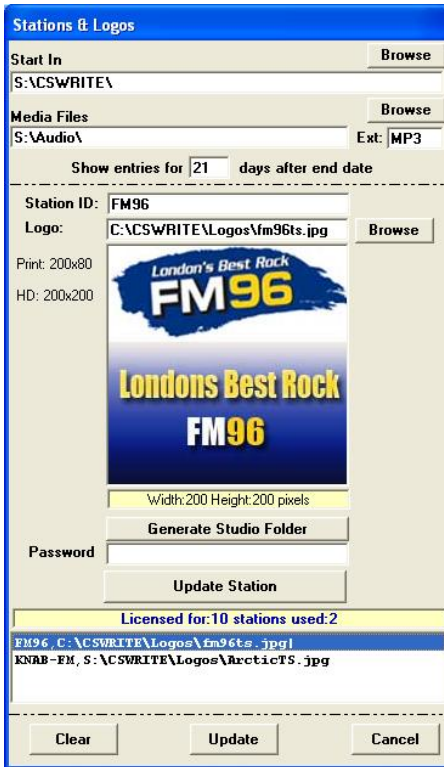 Stations & Logos
Start In
Browse
S:\CSWRITE\
Media Files
Browse
S:\Audio\
Ext: MP3
Show entries for 21 days after end date
Station ID: FM96
Logo: C:\CSWRITE\Logos\fm96ts.jpg Browse
Print: 200x80
HD: 200x200
London's Best Rock
FM96
Londons Best Rock
FM96
Width:200 Height:200 pixels
Generate Studio Folder
Password
Update Station
Licensed for:10 stations used:2
FM96,C:\CSWRITE\Logos\fm96ts.jpg|
KNAB-FM,S:\CSWRITE\Logos\ArcticTS.jpg
Clear Update Cancel